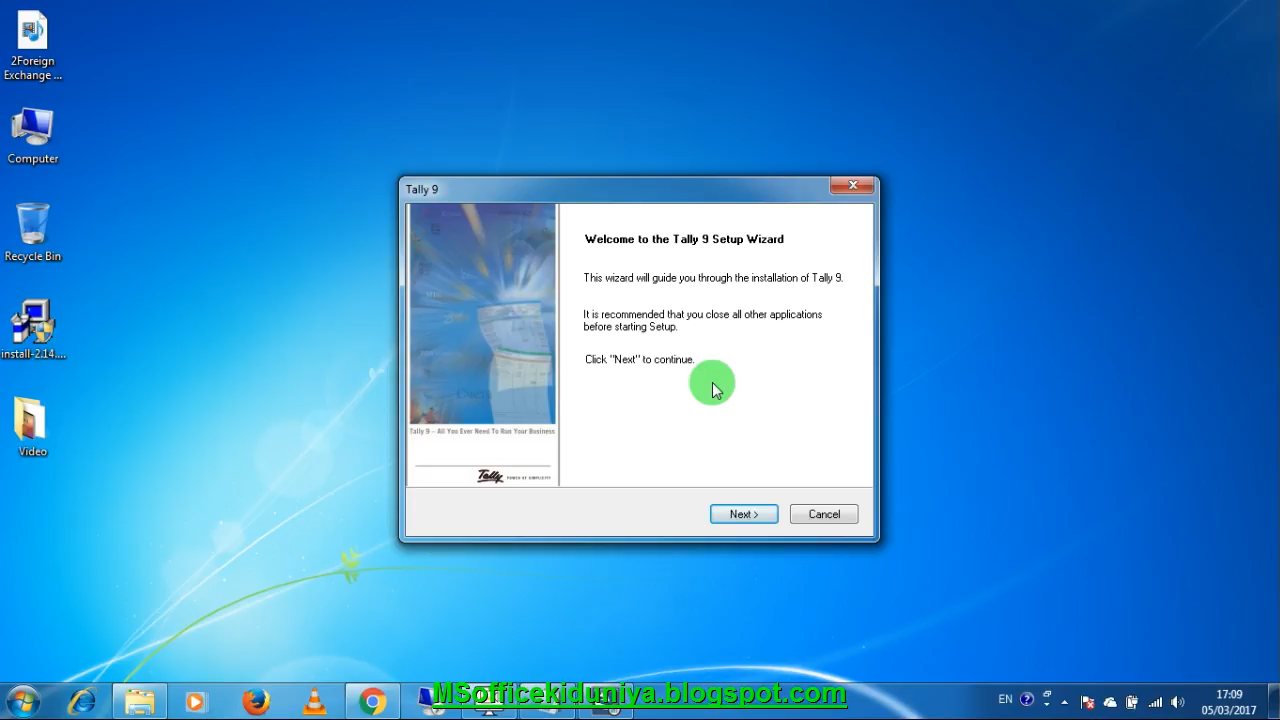 2Foreign
Exchange ...
Computer
Recycle Bin
install-2.14....
Video
Tally 9
Welcome to the Tally 9 Setup Wizard
This wizard will guide you through the installation of Tally 9.
It is recommended that you close all other applications
before starting Setup.
Click "Next" to continue.
Tally 9 - All You Ever Need To Run Your Business
Tally POWER OF SIMPLICITY
Next >
Cancel
MSofficekiduniya.blogspot.com
EN
17:09
05/03/2017